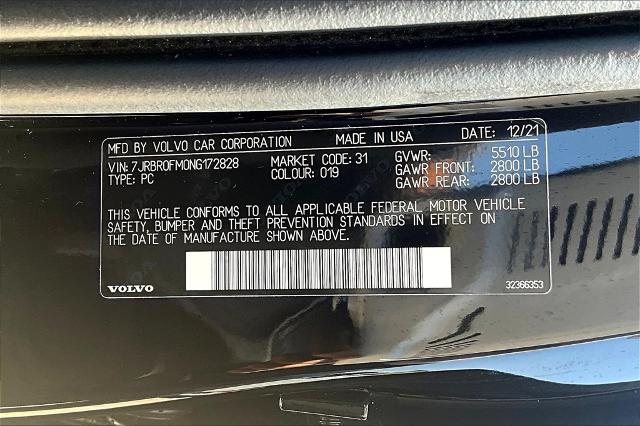 MFD BY VOLVO CAR CORPORATION MADE IN USA DATE: 12/21
VIN: 7JRBR0FM0NG172828 MARKET CODE: 31 GVWR: 5510 LB
TYPE: PC COLOUR: 019 GAWR FRONT: 2800 LB
GAWR REAR: 2800 LB
THIS VEHICLE CONFORMS TO ALL APPLICABLE FEDERAL MOTOR VEHICLE
SAFETY, BUMPER AND THEFT PREVENTION STANDARDS IN EFFECT ON
THE DATE OF MANUFACTURE SHOWN ABOVE.
VOLVO 32366353